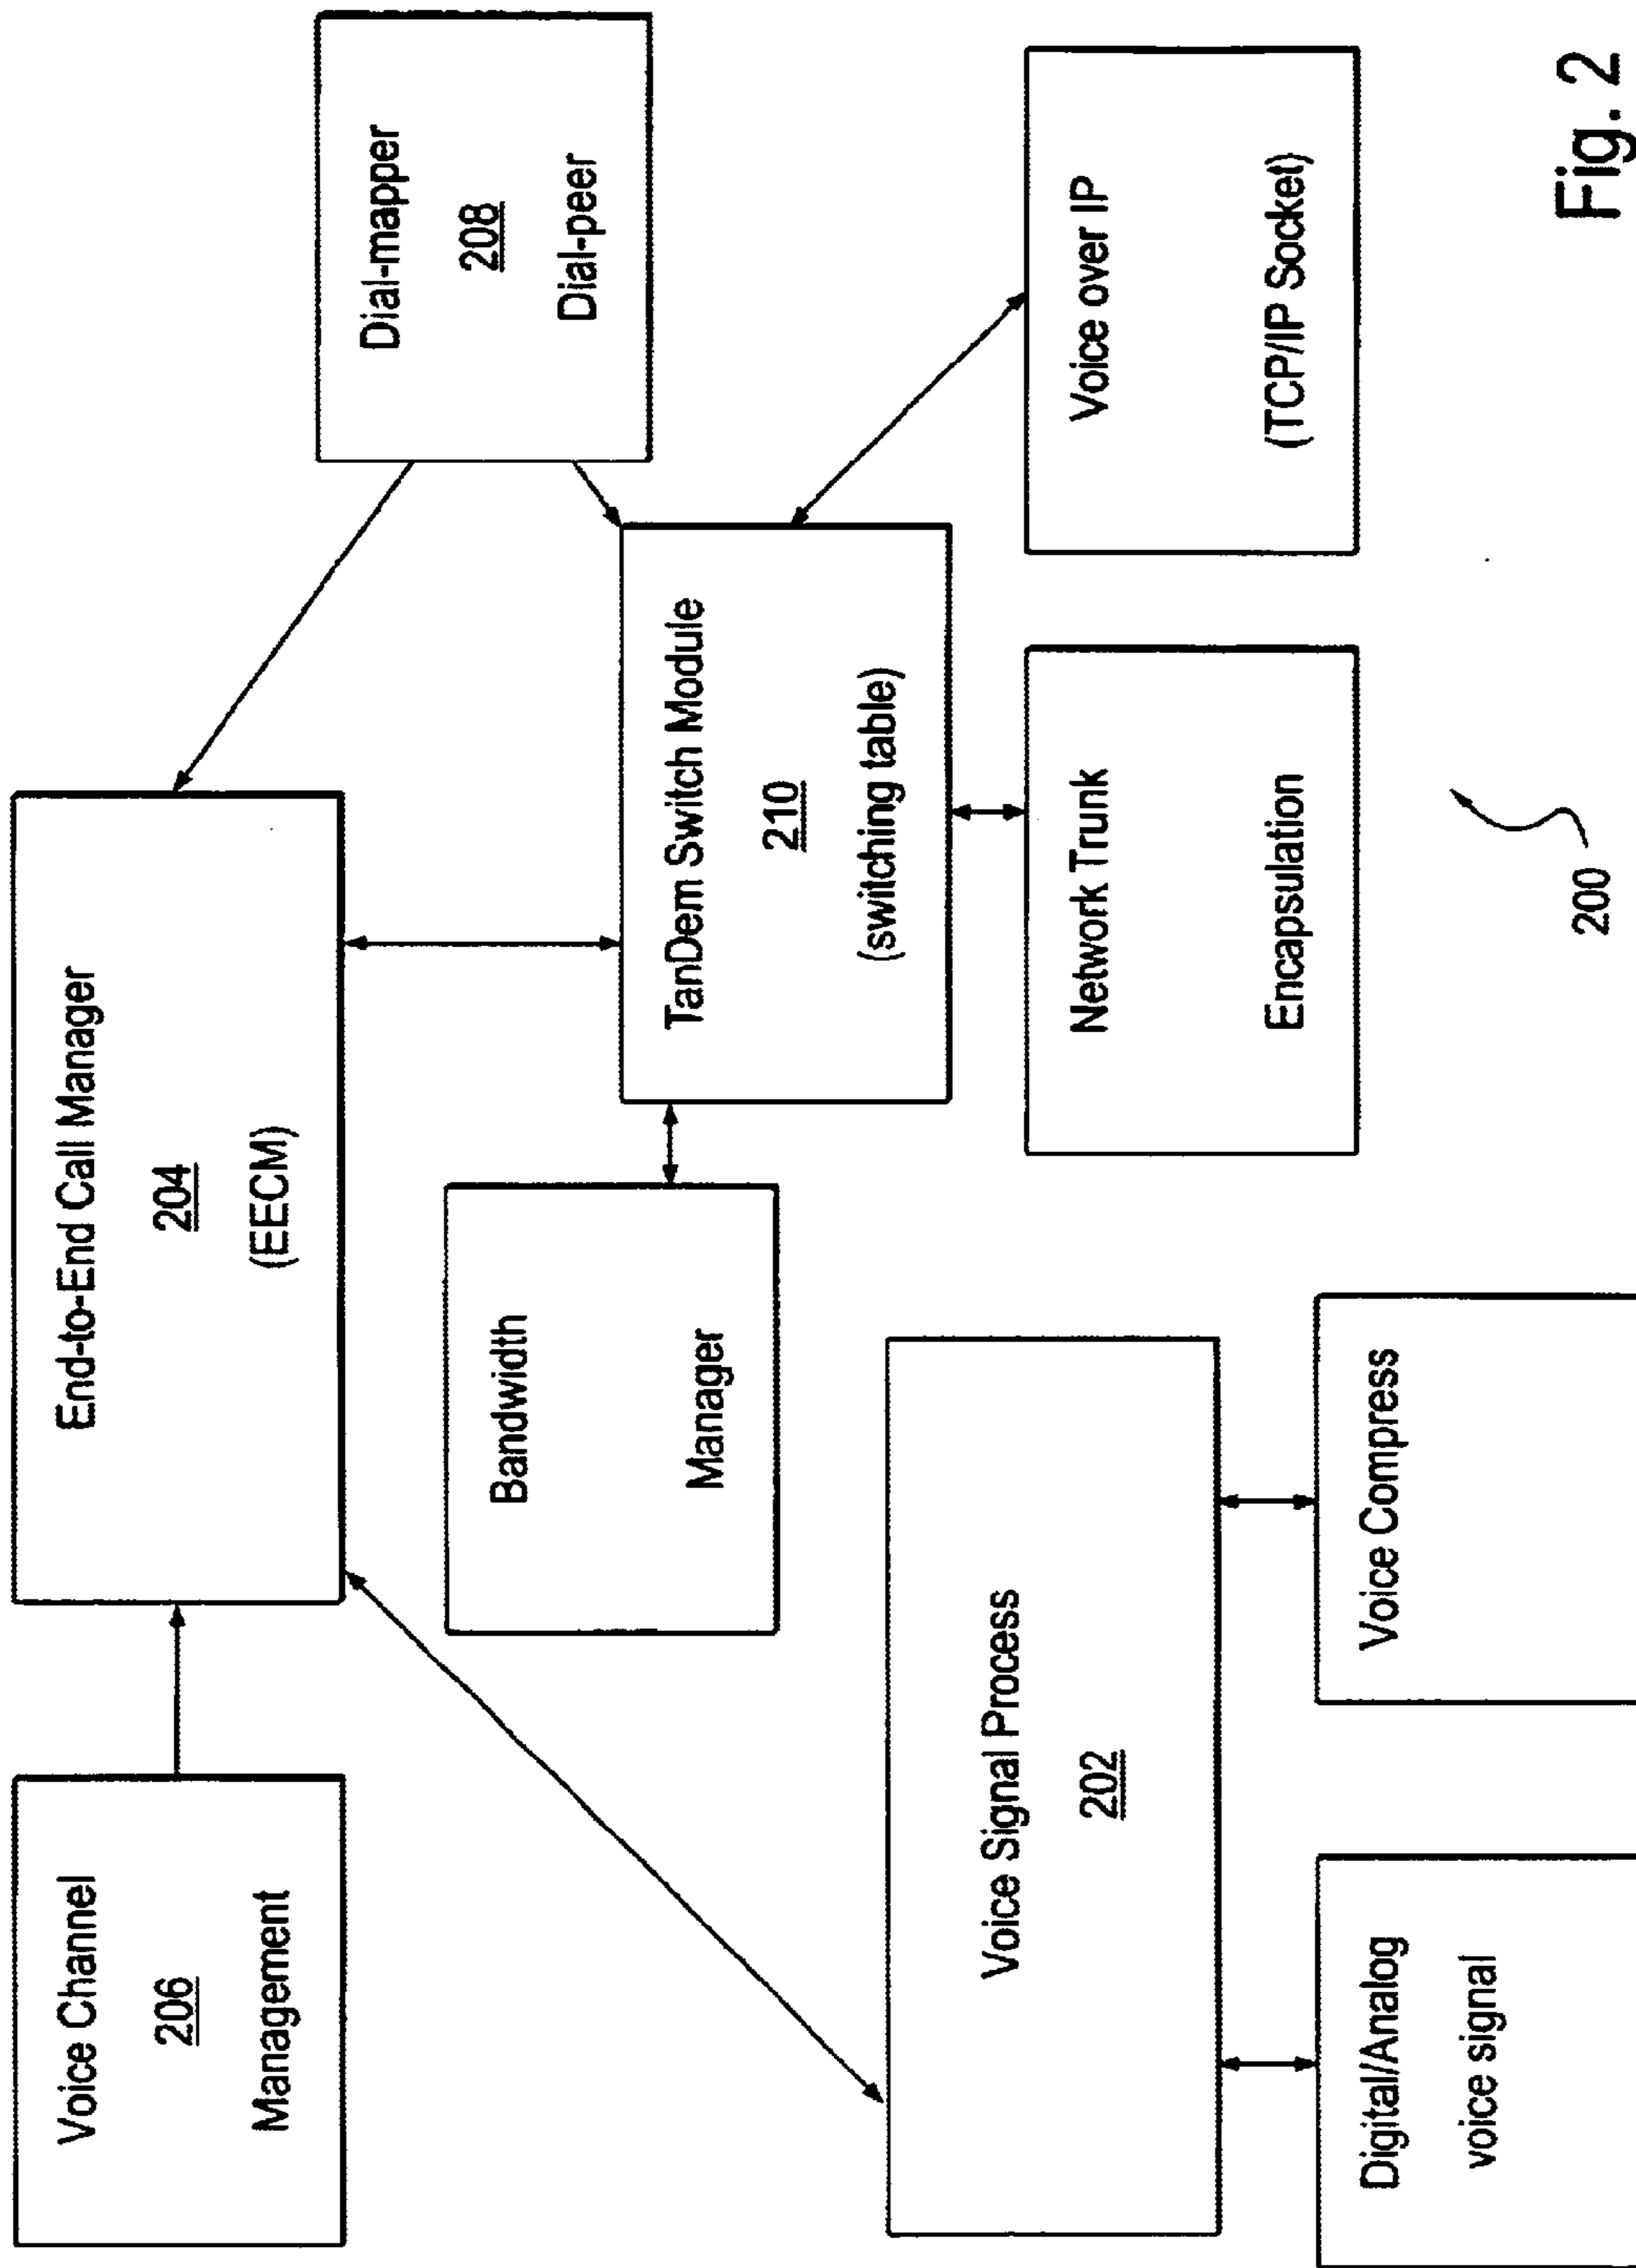 Voice Channel
206
Management
End-to-End Call Manager
204
(EECM)
Dial-mapper
208
Dial-peer
Bandwidth
Manager
TanDem Switch Module
210
(switching table)
Voice Signal Process
202
Network Trunk
Encapsulation
Voice over IP
(TCP/IP Socket)
Digital/Analog
voice signal
Voice Compress
200
Fig. 2